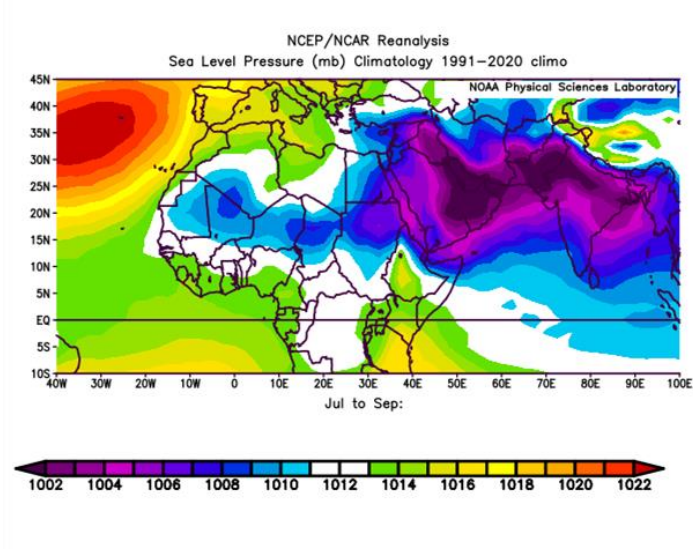 NCEP/NCAR Reanalysis
Sea Level Pressure (mb) Climatology 1991−2020 climo
NOAA Physical Sciences Laboratory
45N
40N
35N
30N
25N
20N
15N
10N
5N
EQ
5S
10S
40W 30W 20W 10W 0 10E 20E 30E 40E 50E 60E 70E 80E 90E 100E
Jul to Sep:
1002 1004 1006 1008 1010 1012 1014 1016 1018 1020 1022